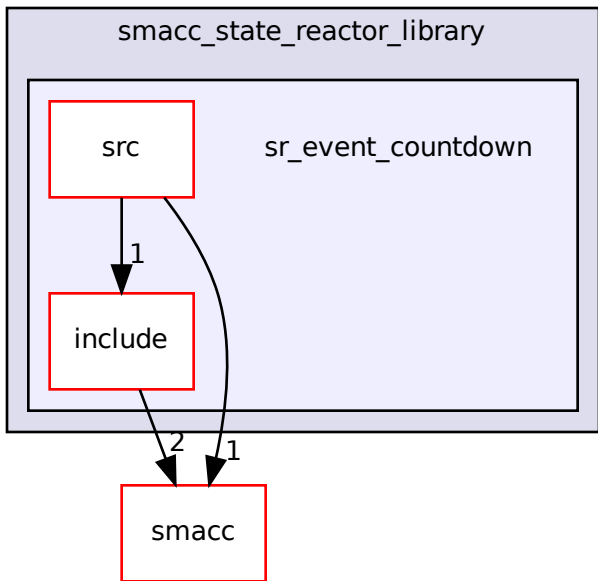 smacc_state_reactor_library
src
sr_event_countdown
1
include
2
1
smacc